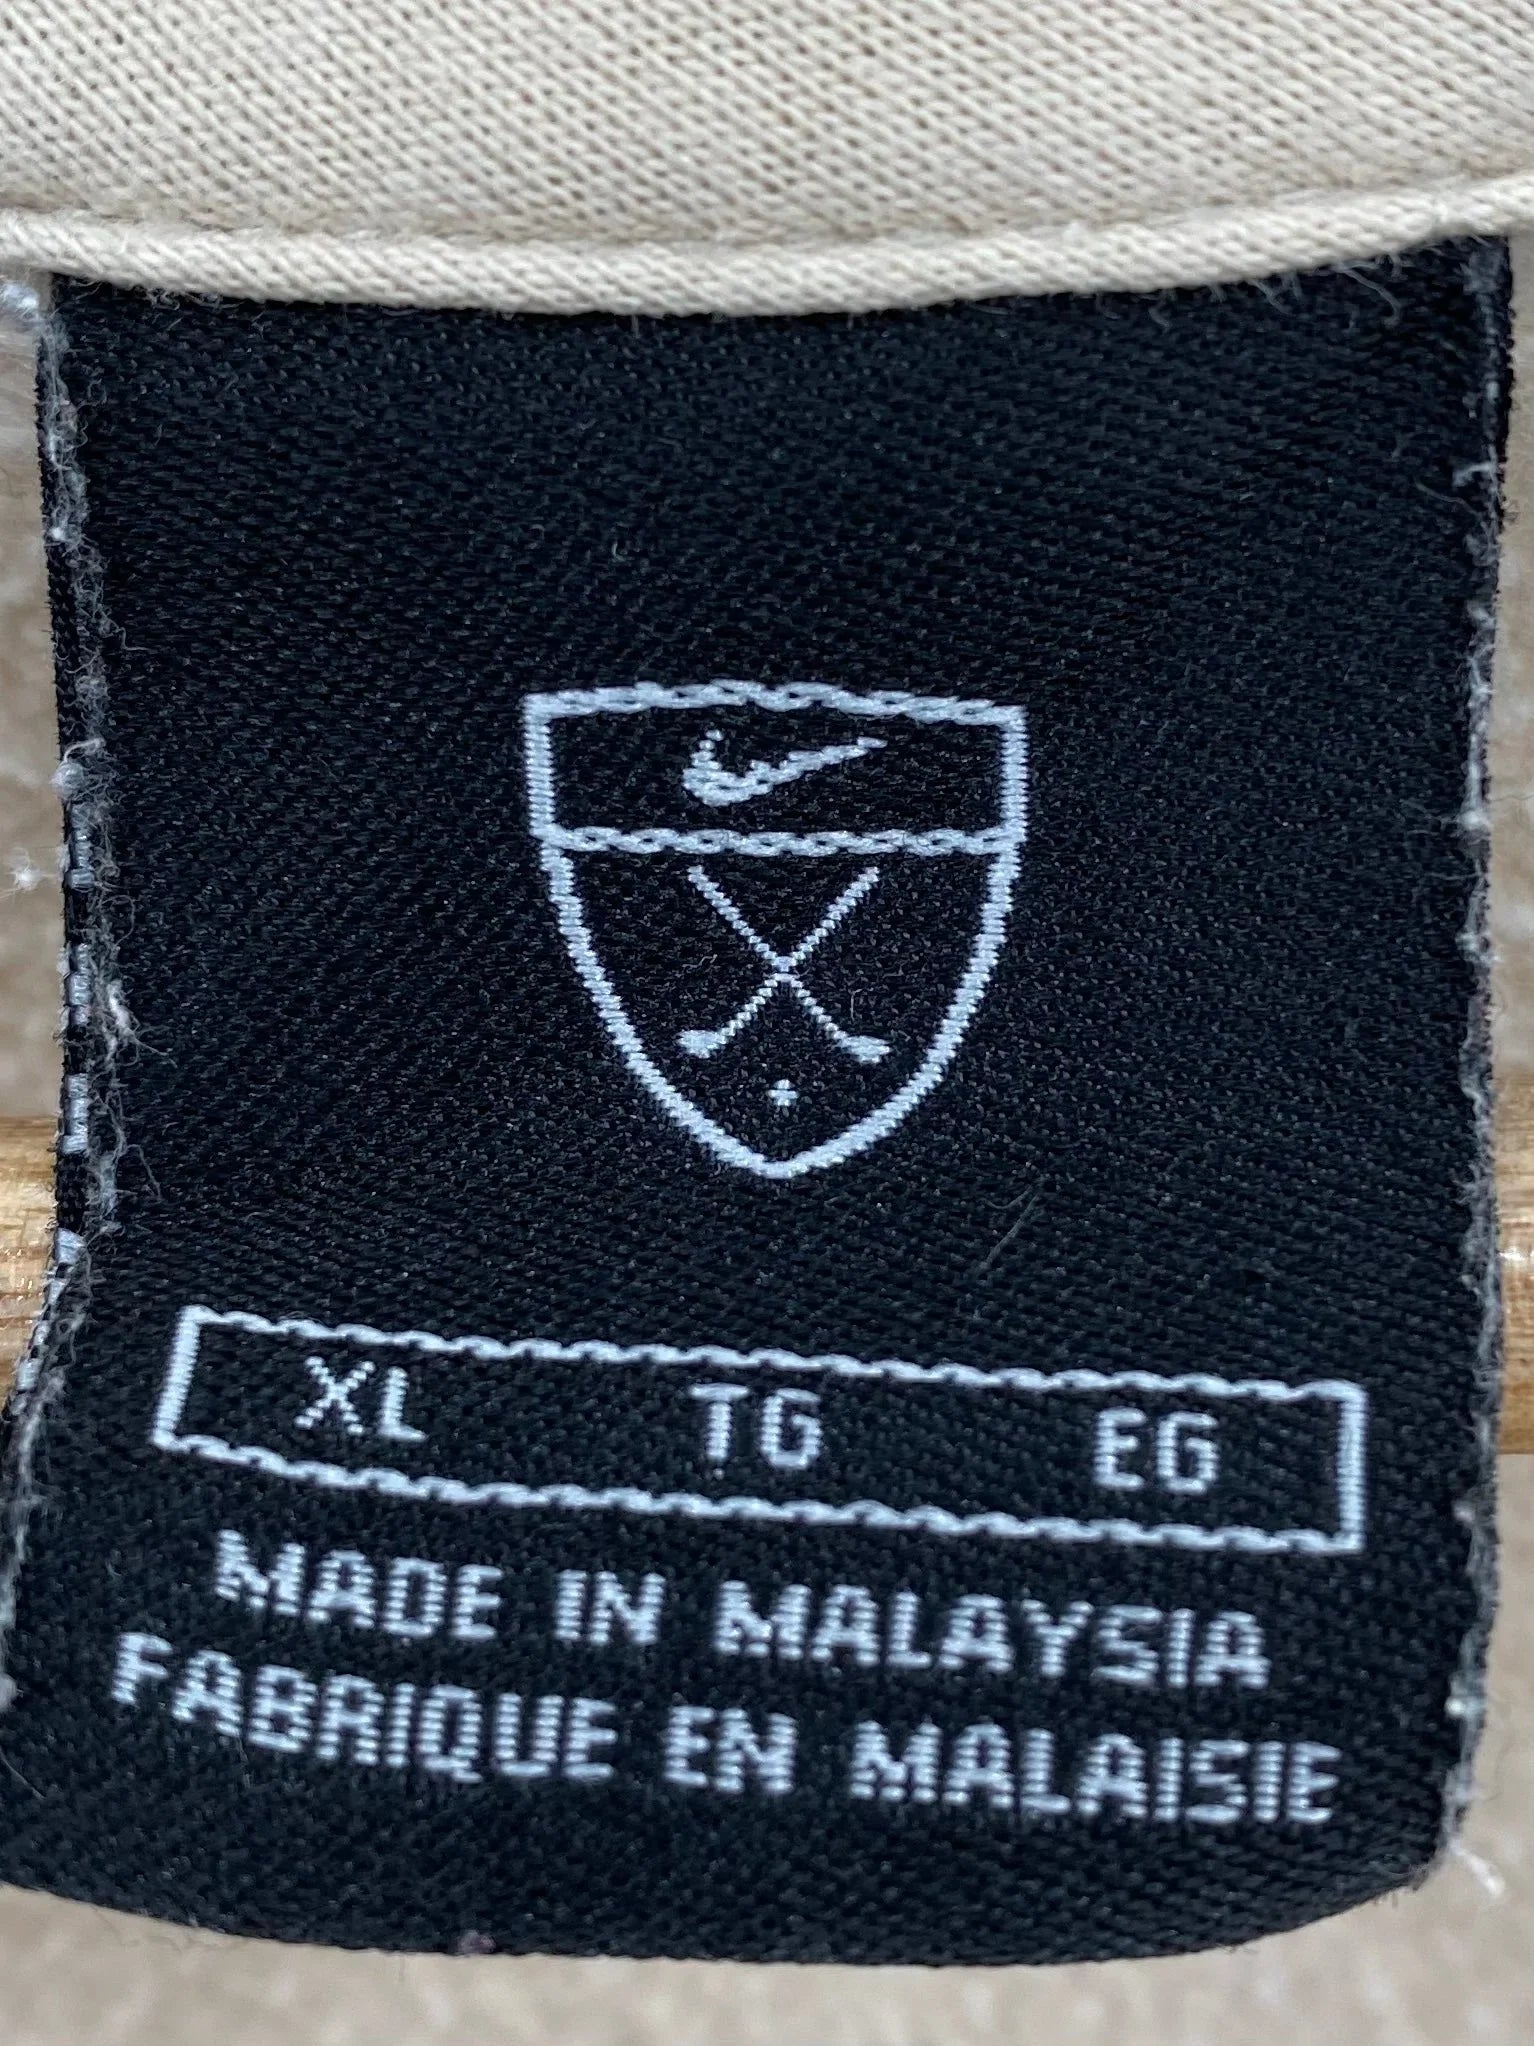 XL TG EG
MADE IN MALAYSIA
FABRIQUE EN MALAISIE